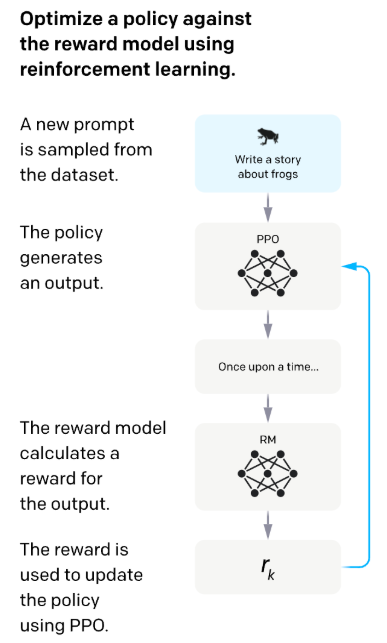 Optimize a policy against
the reward model using
reinforcement learning.
A new prompt
is sampled from
the dataset.
Write a story
about frogs
The policy
generates
an output.
PPO
Once upon a time...
The reward model
calculates a
reward for
the output.
RM
The reward is
used to update
the policy
using PPO.
rk